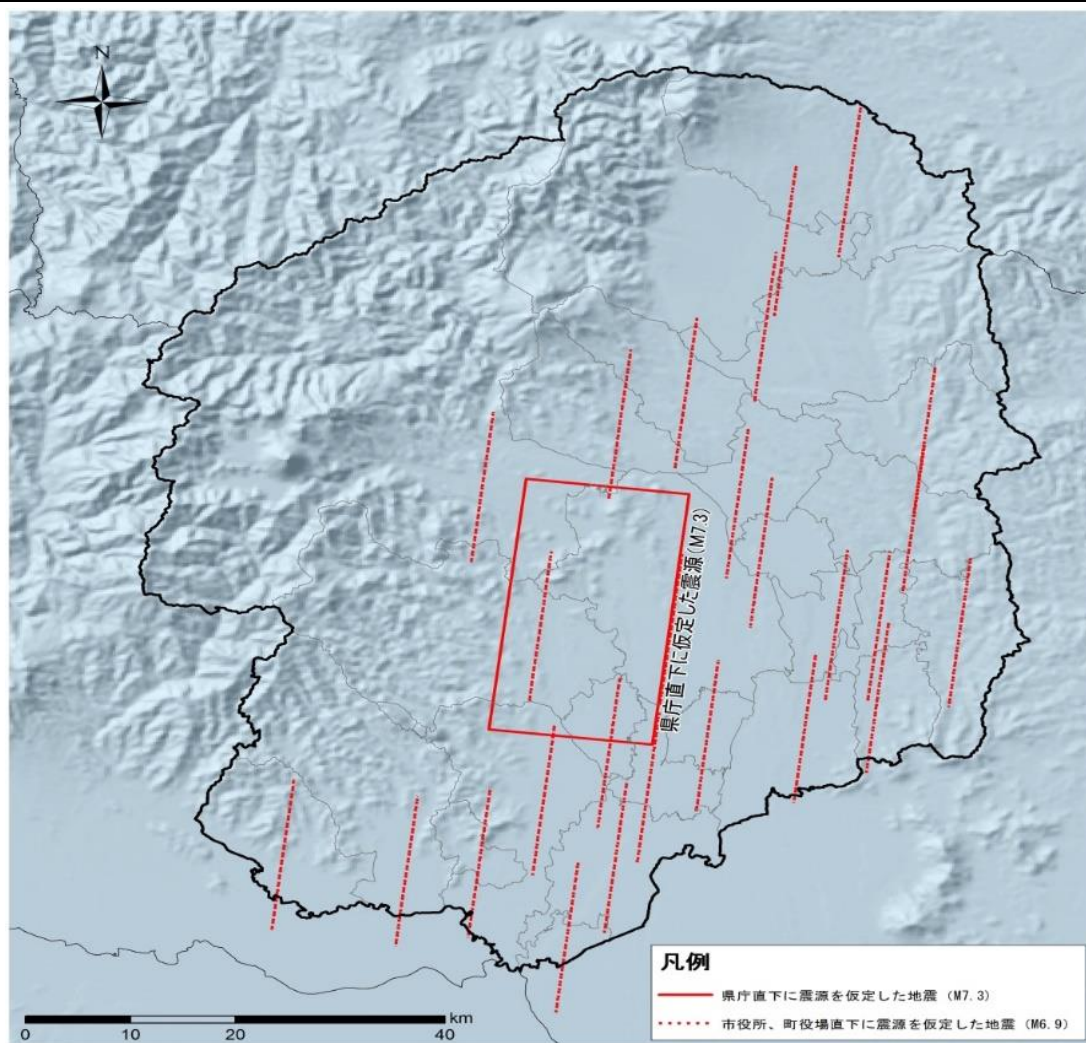 N
県庁直下に仮定した震源(M7.3)
凡例
県庁直下に震源を仮定した地震 (M7.3)
市役所、町役場直下に震源を仮定した地震 (M6.9)
km
0 10 20 40